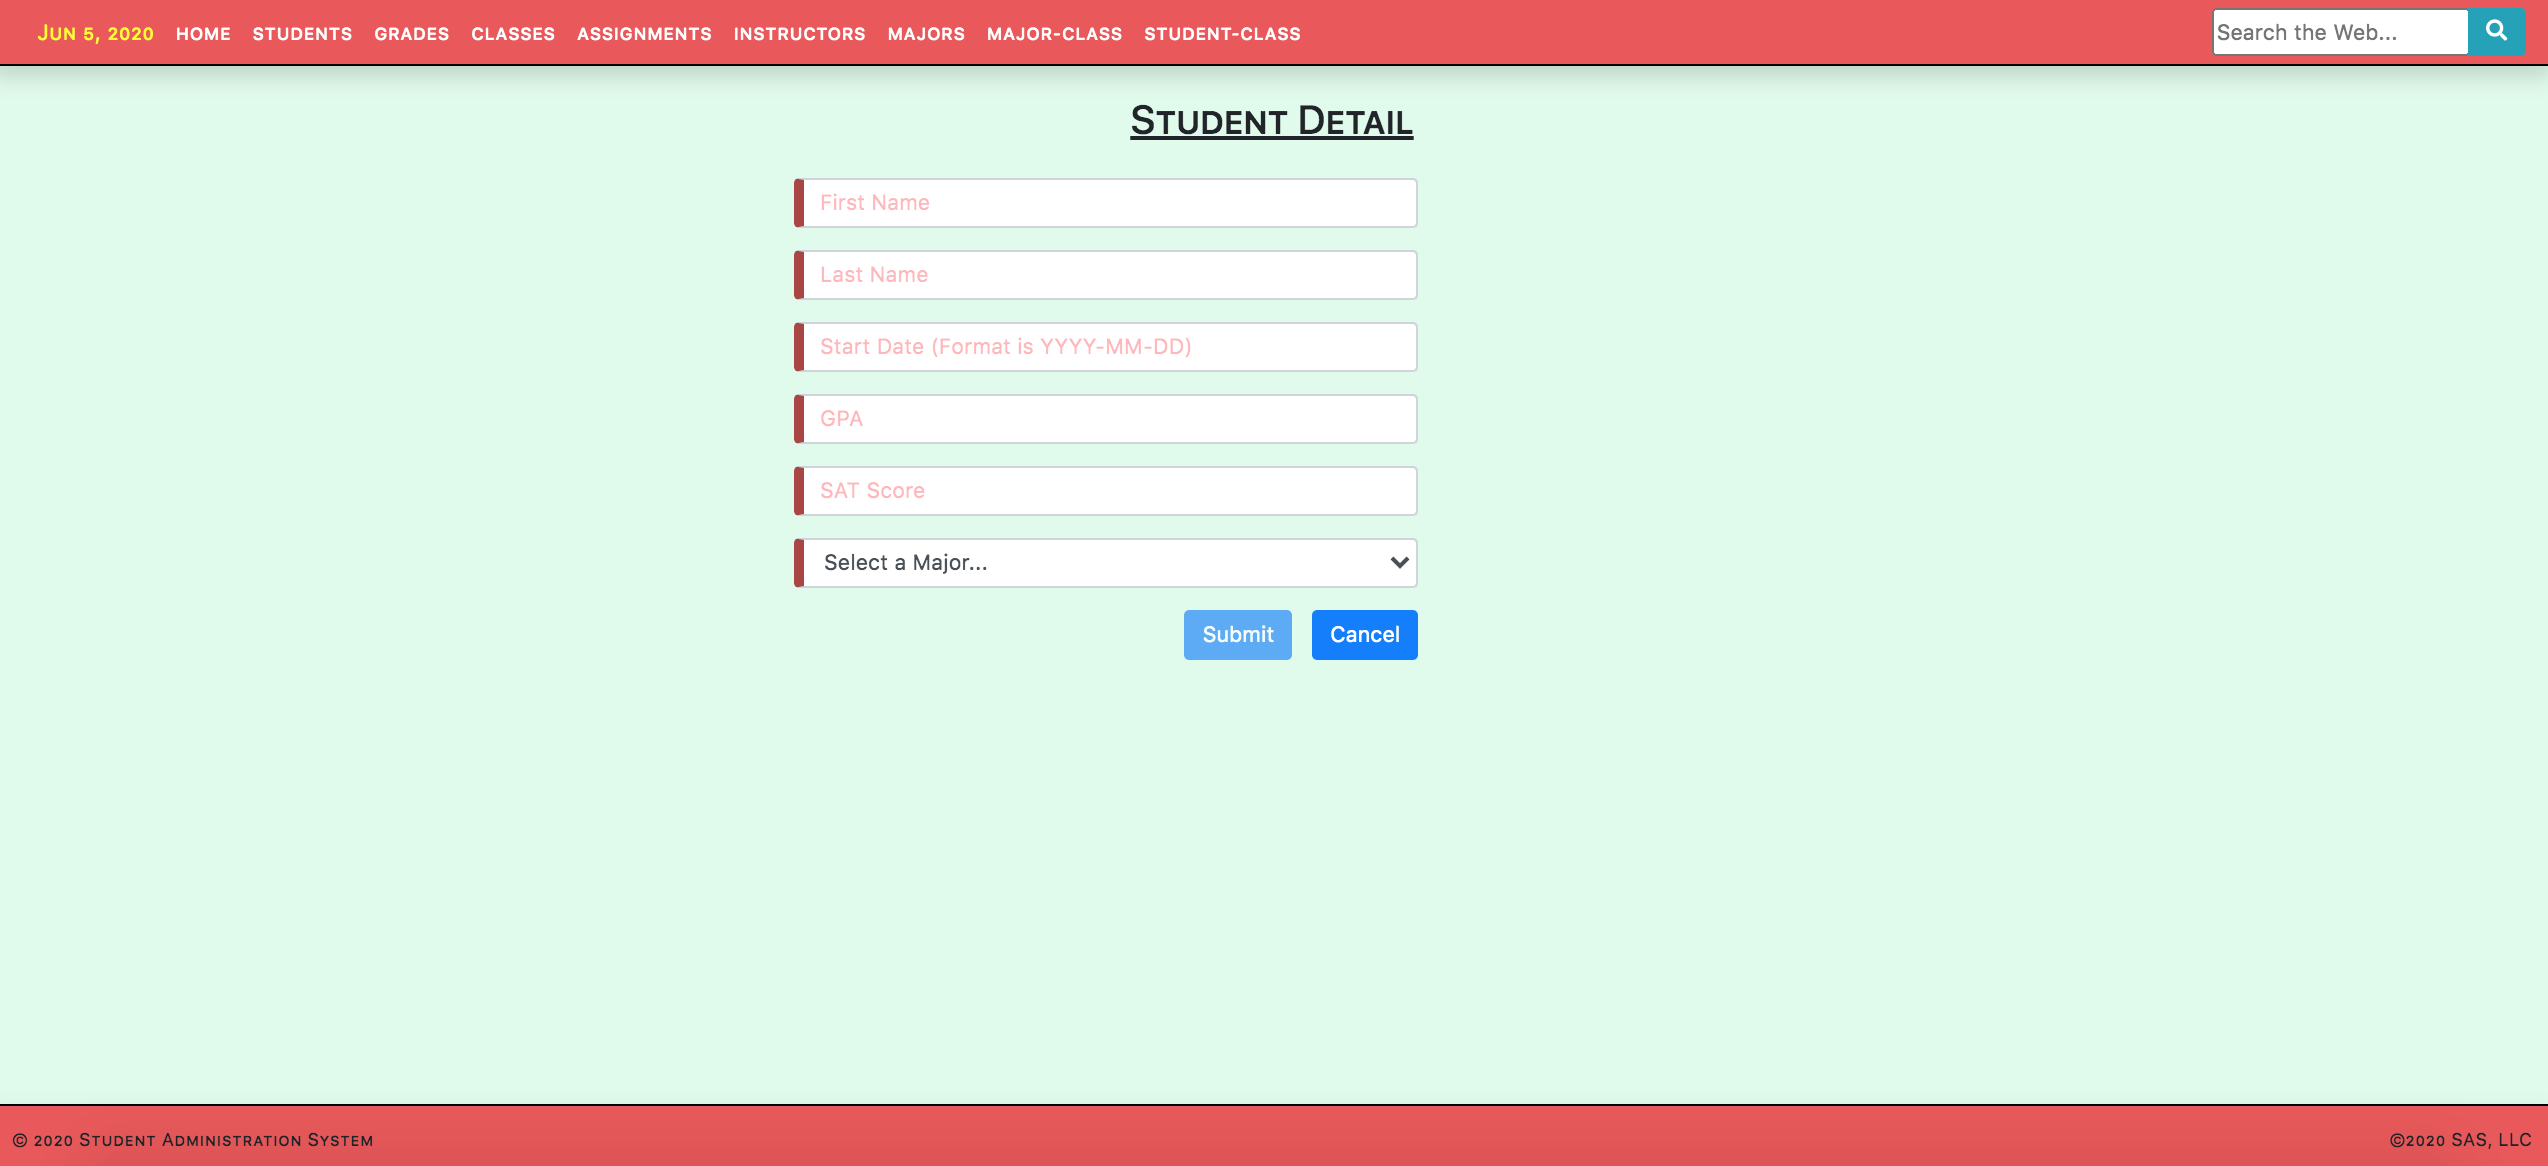 Jun 5, 2020 HOME STUDENTS GRADES CLASSES ASSIGNMENTS INSTRUCTORS MAJORS MAJOR-CLASS STUDENT-CLASS Search the Web...
Student Detail
First Name
Last Name
Start Date (Format is YYYY-MM-DD)
GPA
SAT Score
Select a Major...
Submit Cancel
© 2020 Student Administration System ©2020 SAS, LLC